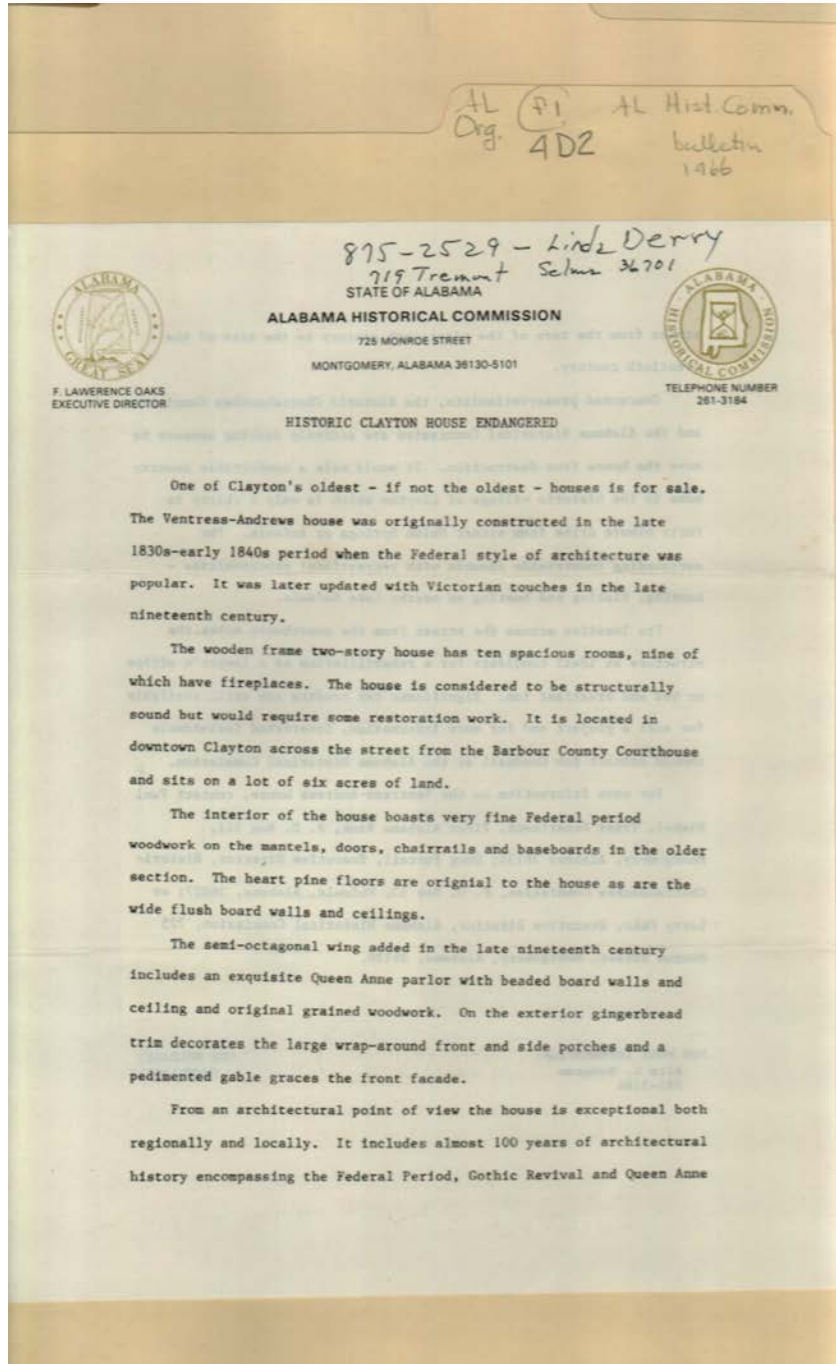 AL (P1 AL Hist. Comm.
Org. 4D2 bulletin
1966
875-2529 - Linda Derry
719 Tremont Selma 36701
STATE OF ALABAMA
ALABAMA HISTORICAL COMMISSION
725 MONROE STREET
MONTGOMERY, ALABAMA 36130-5101
ALABAMA
GREAT SEAL
F. LAWERENCE OAKS
EXECUTIVE DIRECTOR
ALABAMA
HISTORICAL COMMISSION
TELEPHONE NUMBER
261-3184
HISTORIC CLAYTON HOUSE ENDANGERED
One of Clayton's oldest - if not the oldest - houses is for sale.
The Ventress-Andrews house was originally constructed in the late
1830s-early 1840s period when the Federal style of architecture was
popular. It was later updated with Victorian touches in the late
nineteenth century.
The wooden frame two-story house has ten spacious rooms, nine of
which have fireplaces. The house is considered to be structurally
sound but would require some restoration work. It is located in
downtown Clayton across the street from the Barbour County Courthouse
and sits on a lot of six acres of land.
The interior of the house boasts very fine Federal period
woodwork on the mantels, doors, chairrails and baseboards in the older
section. The heart pine floors are orignial to the house as are the
wide flush board walls and ceilings.
The semi-octagonal wing added in the late nineteenth century
includes an exquisite Queen Anne parlor with beaded board walls and
ceiling and original grained woodwork. On the exterior gingerbread
trim decorates the large wrap-around front and side porches and a
pedimented gable graces the front facade.
From an architectural point of view the house is exceptional both
regionally and locally. It includes almost 100 years of architectural
history encompassing the Federal Period, Gothic Revival and Queen Anne